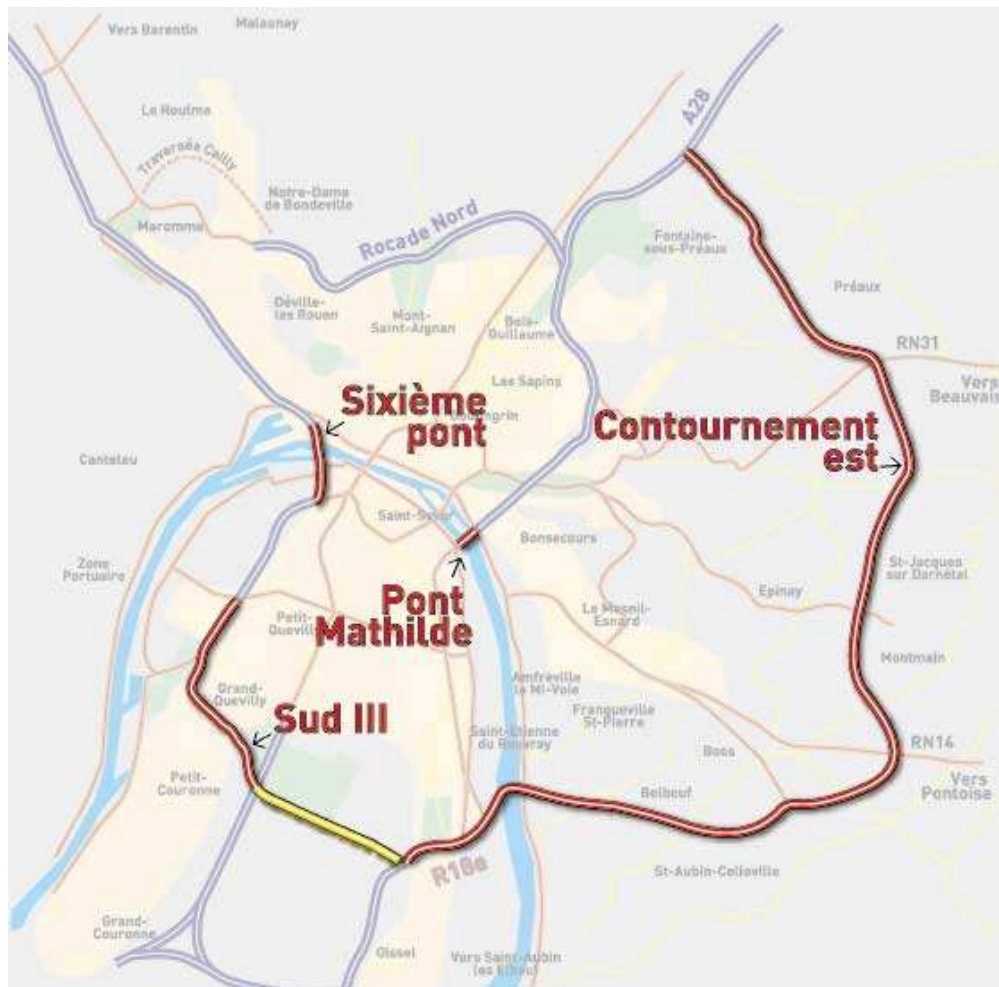 Vers Barentin
Malaunay
Le Houlme
A28
Traversée Cailly
Notre-Dame
de Bondeville
Maromme
Rocade Nord
Fontaine-
sous-Préaux
Préaux
Déville-
les Rouen
Mont-
Saint-Aignan
Bois-
Guillaume
RN31
Vers
Beauvais
Les Sapins
Sixième
pont
Contournement
est
Canteleu
Saint-Sever
Bonsecours
Zone
Portuaire
St-Jacques
sur Darnétal
Epinay
Pont
Mathilde
Petit-
Quevilly
Le Mesnil-
Esnard
Montmain
Amfreville
la Mi-Voie
Grand-
Quevilly
Franqueville
St-Pierre
Sud III
Saint-Etienne
du Rouvray
Boos
RN14
Petit-
Couronne
Belbeuf
Vers
Pontoise
R18e
St-Aubin-Celloville
Grand-
Couronne
Oissel
Vers Saint-Aubin
les Elbeuf